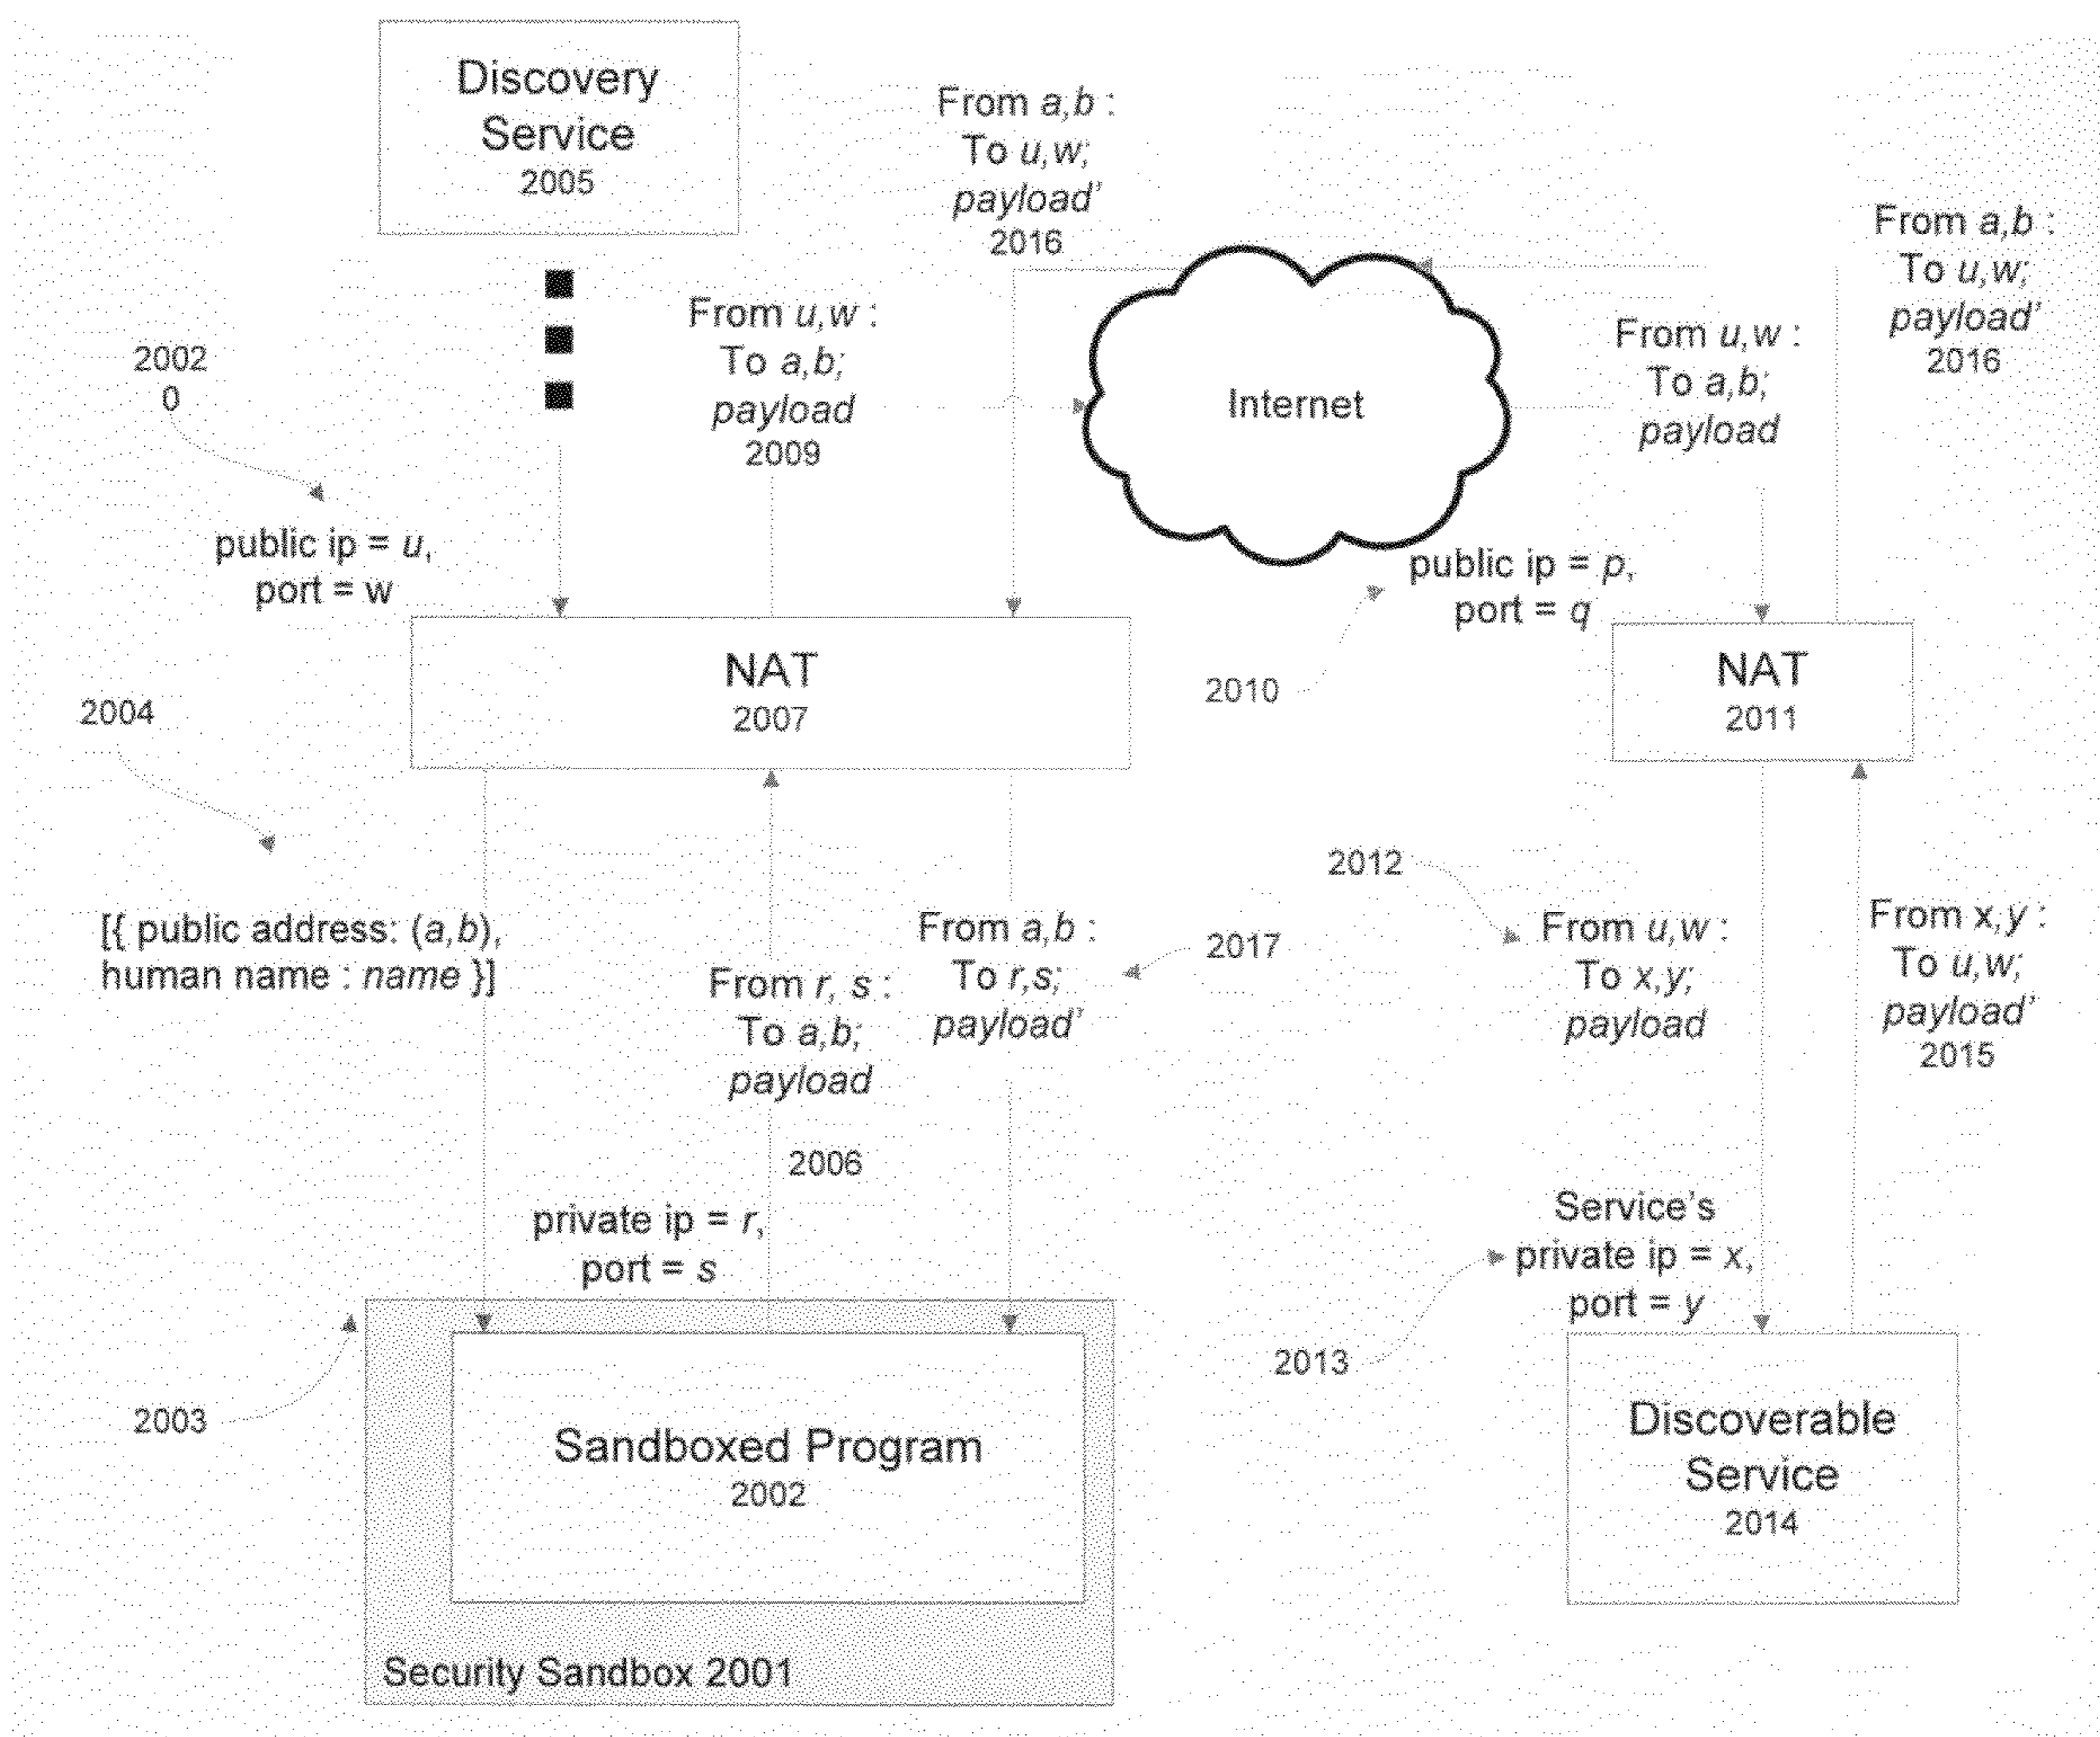 Discovery
Service
2005
From a,b :
To u,w;
payload'
2016
From a,b :
To u,w;
payload'
2016
From u,w :
To a,b;
payload
2009
2002
0
Internet
From u,w :
To a,b;
payload
public ip = u,
port = w
public ip = p,
port = q
NAT
2007
2010
NAT
2011
2004
2012
[{ public address: (a,b),
human name : name }]
From r, s :
To a,b;
payload
From a,b :
To r,s;
payload'
2017
From u,w :
To x,y;
payload
From x,y :
To u,w;
payload'
2015
2006
private ip = r,
port = s
Service's
private ip = x,
port = y
2013
2003
Sandboxed Program
2002
Discoverable
Service
2014
Security Sandbox 2001